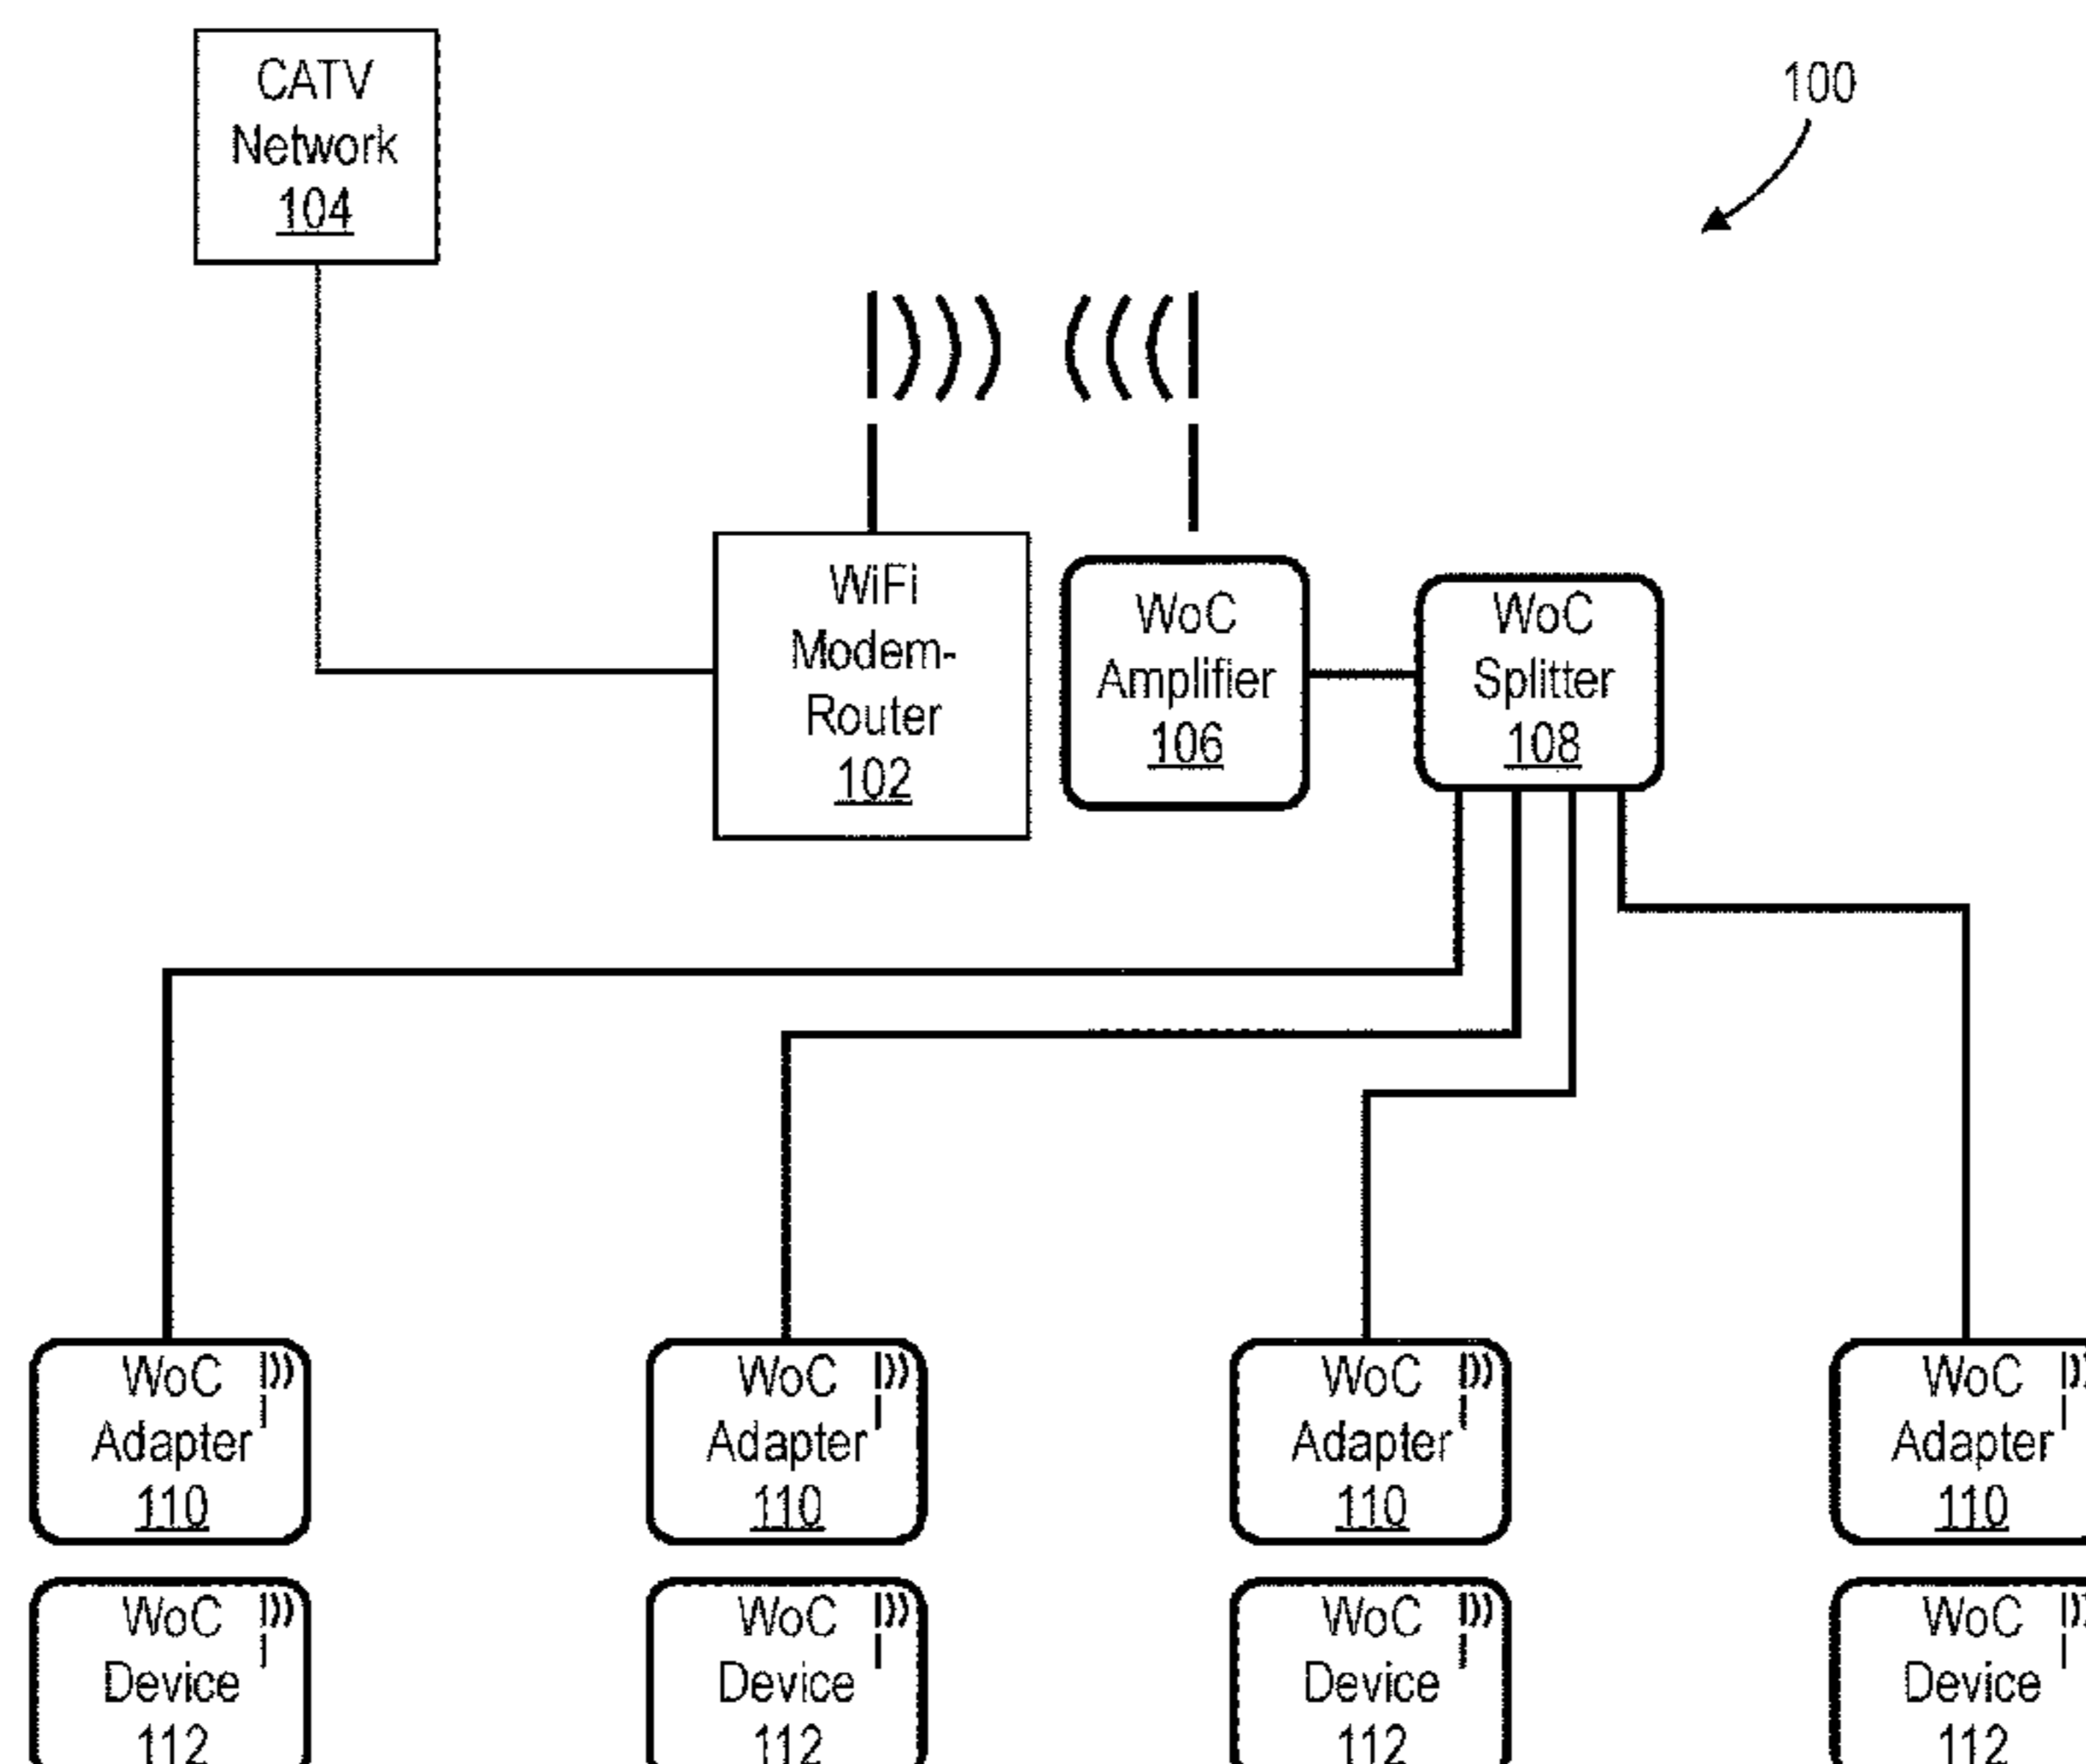 CATV
Network
104
100
WiFi
Modem-
Router
102
WoC
Amplifier
106
WoC
Splitter
108
WoC
Adapter
110
WoC
Adapter
110
WoC
Adapter
110
WoC
Adapter
110
WoC
Device
112
WoC
Device
112
WoC
Device
112
WoC
Device
112